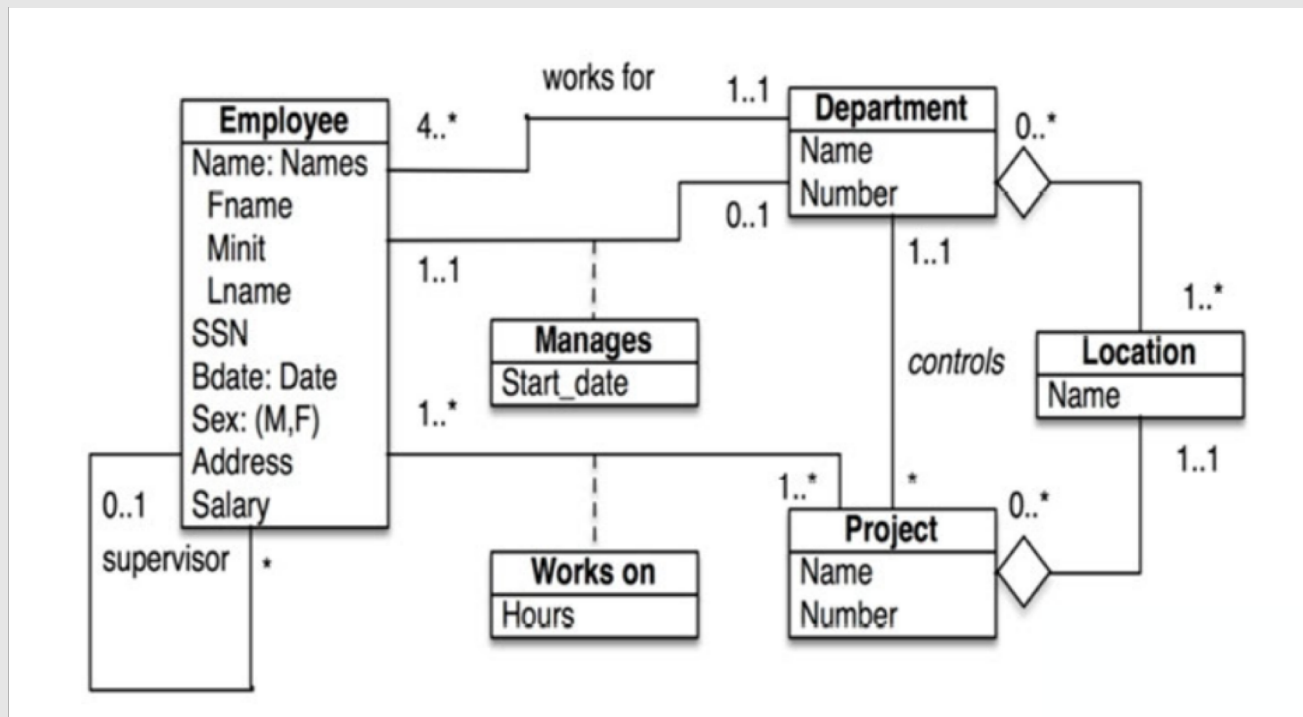 works for
4..*
1..1
Employee
Name: Names
Fname
Minit
Lname
SSN
Bdate: Date
Sex: (M,F)
Address
Salary
Department
Name
Number
0..*
0..1
1..1
1..1
Manages
Start_date
controls
1..*
Location
Name
1..1
1..*
1..*
*
0..*
0..1
supervisor
*
Works on
Hours
Project
Name
Number